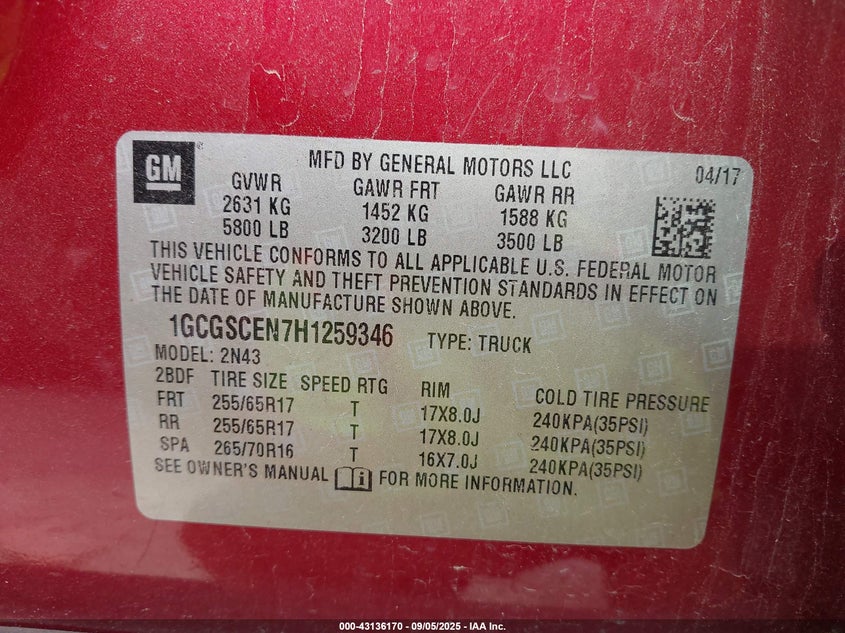 GM
MFD BY GENERAL MOTORS LLC
04/17
GVWR GAWR FRT GAWR RR
2631 KG 1452 KG 1588 KG
5800 LB 3200 LB 3500 LB
THIS VEHICLE CONFORMS TO ALL APPLICABLE U.S. FEDERAL MOTOR
VEHICLE SAFETY AND THEFT PREVENTION STANDARDS IN EFFECT ON
THE DATE OF MANUFACTURE SHOWN ABOVE.
1GCGSCEN7H1259346 TYPE: TRUCK
MODEL: 2N43
2BDF TIRE SIZE SPEED RTG RIM COLD TIRE PRESSURE
FRT 255/65R17 T 17X8.0J 240KPA(35PSI)
RR 255/65R17 T 17X8.0J 240KPA(35PSI)
SPA 265/70R16 T 16X7.0J 240KPA(35PSI)
SEE OWNER'S MANUAL FOR MORE INFORMATION.
000-43136170 - 09/05/2025 - IAA Inc.